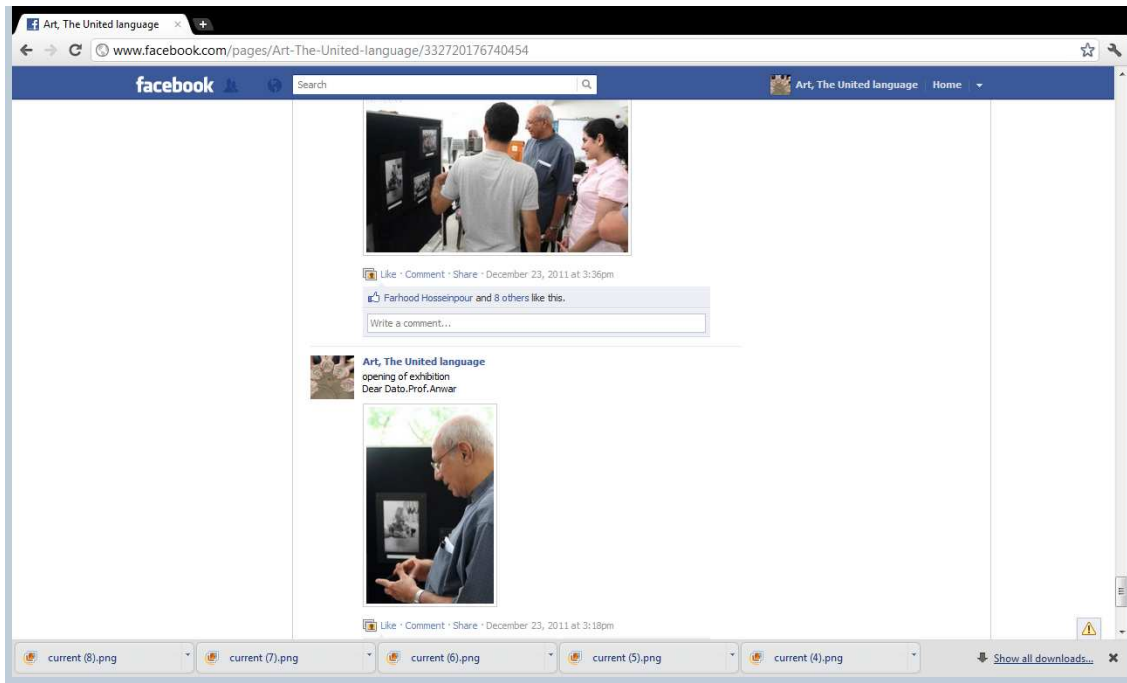 Art, The United language
www.facebook.com/pages/Art-The-United-language/332720176740454
facebook
Search
Art, The United language
Home
Like · Comment · Share · December 23, 2011 at 3:36pm
Farhood Hosseinpour and 8 others like this.
Write a comment...
Art, The United language
opening of exhibition
Dear Dato.Prof.Anwar
Like · Comment · Share · December 23, 2011 at 3:18pm
current (8).png
current (7).png
current (6).png
current (5).png
current (4).png
Show all downloads...